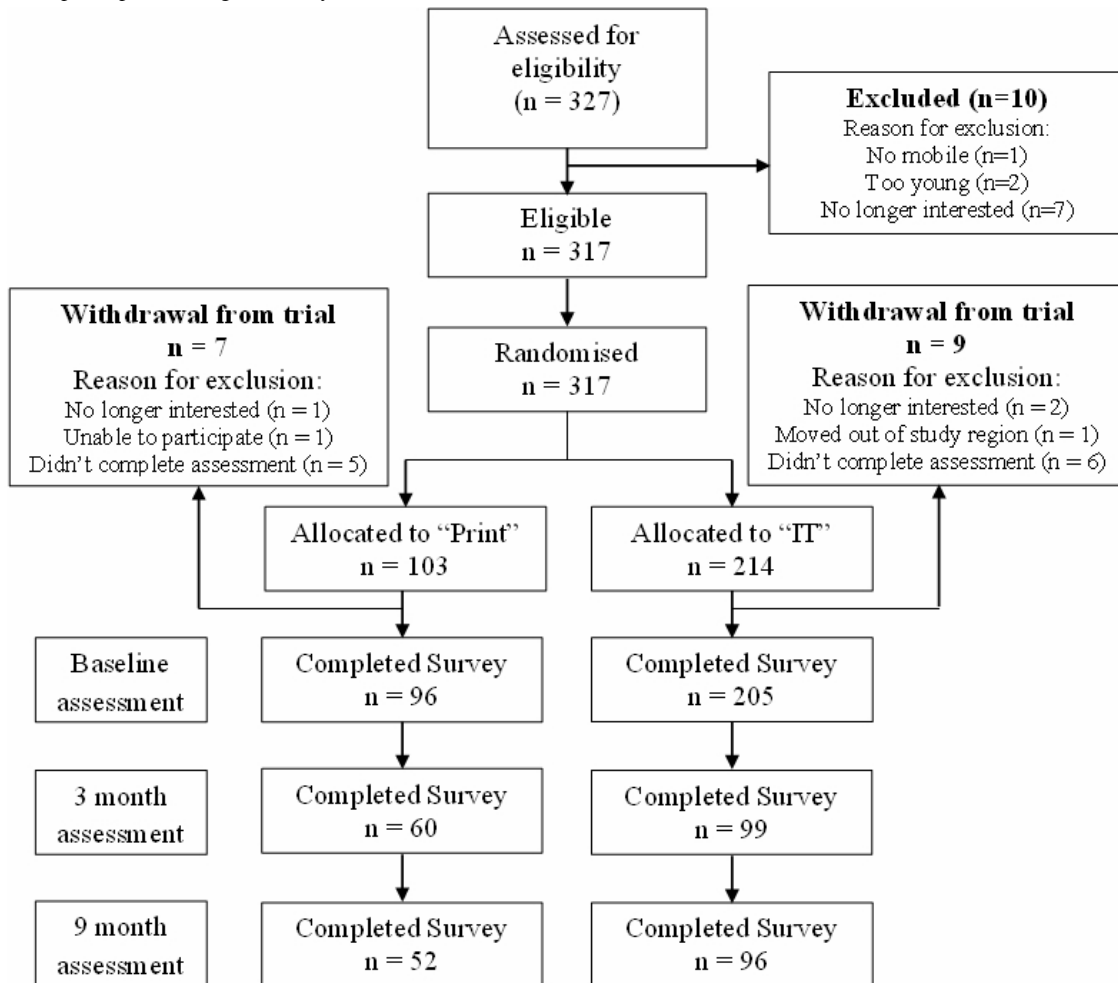 Assessed for
eligibility
(n = 327)
Excluded (n=10)
Reason for exclusion:
No mobile (n=1)
Too young (n=2)
No longer interested (n=7)
Eligible
n = 317
Withdrawal from trial
n = 7
Reason for exclusion:
No longer interested (n = 1)
Unable to participate (n = 1)
Didn't complete assessment (n = 5)
Randomised
n = 317
Withdrawal from trial
n = 9
Reason for exclusion:
No longer interested (n = 2)
Moved out of study region (n = 1)
Didn't complete assessment (n = 6)
Allocated to “Print”
n = 103
Allocated to “IT”
n = 214
Baseline
assessment
Completed Survey
n = 96
Completed Survey
n = 205
3 month
assessment
Completed Survey
n = 60
Completed Survey
n = 99
9 month
assessment
Completed Survey
n = 52
Completed Survey
n = 96